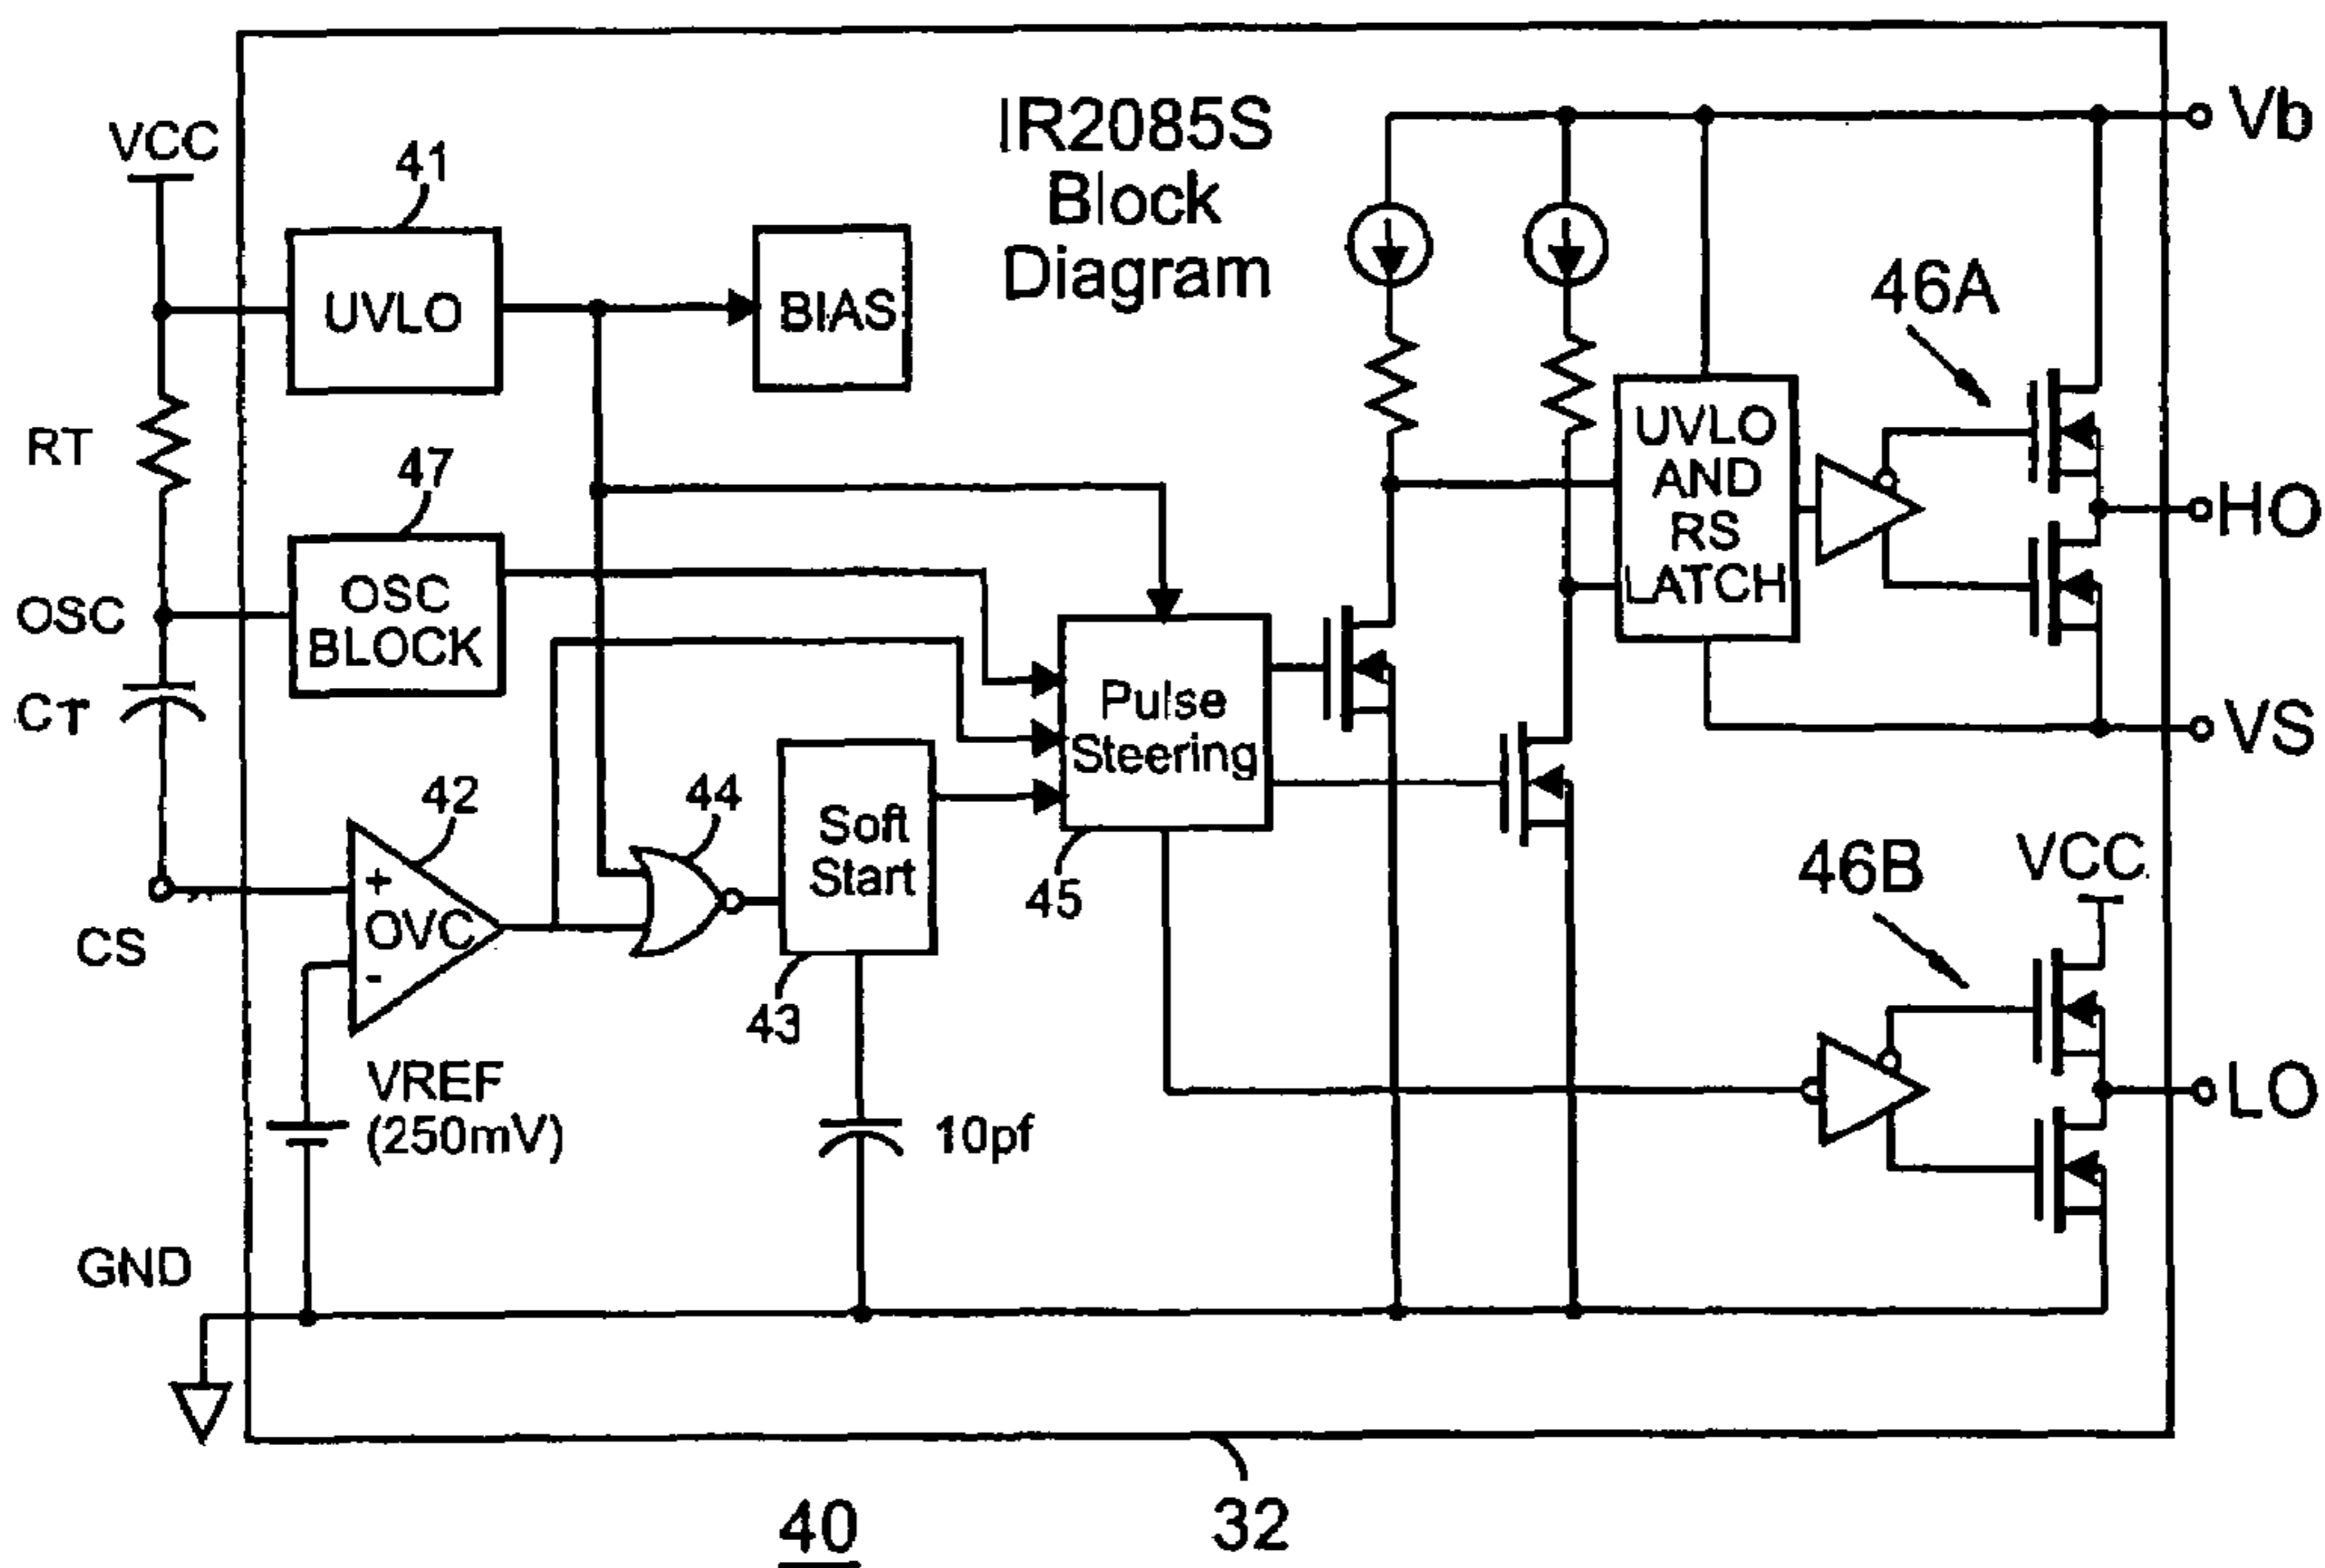 IR2085S
Block
Diagram
VCC
41
UVLO
BIAS
RT
47
OSC
OSC
BLOCK
CT
42
+
OVC
-
CS
44
Soft
Start
43
VREF
(250mV)
10pf
GND
Pulse
Steering
45
UVLO
AND
RS
LATCH
46A
Vb
HO
VS
46B
VCC
LO
40
32